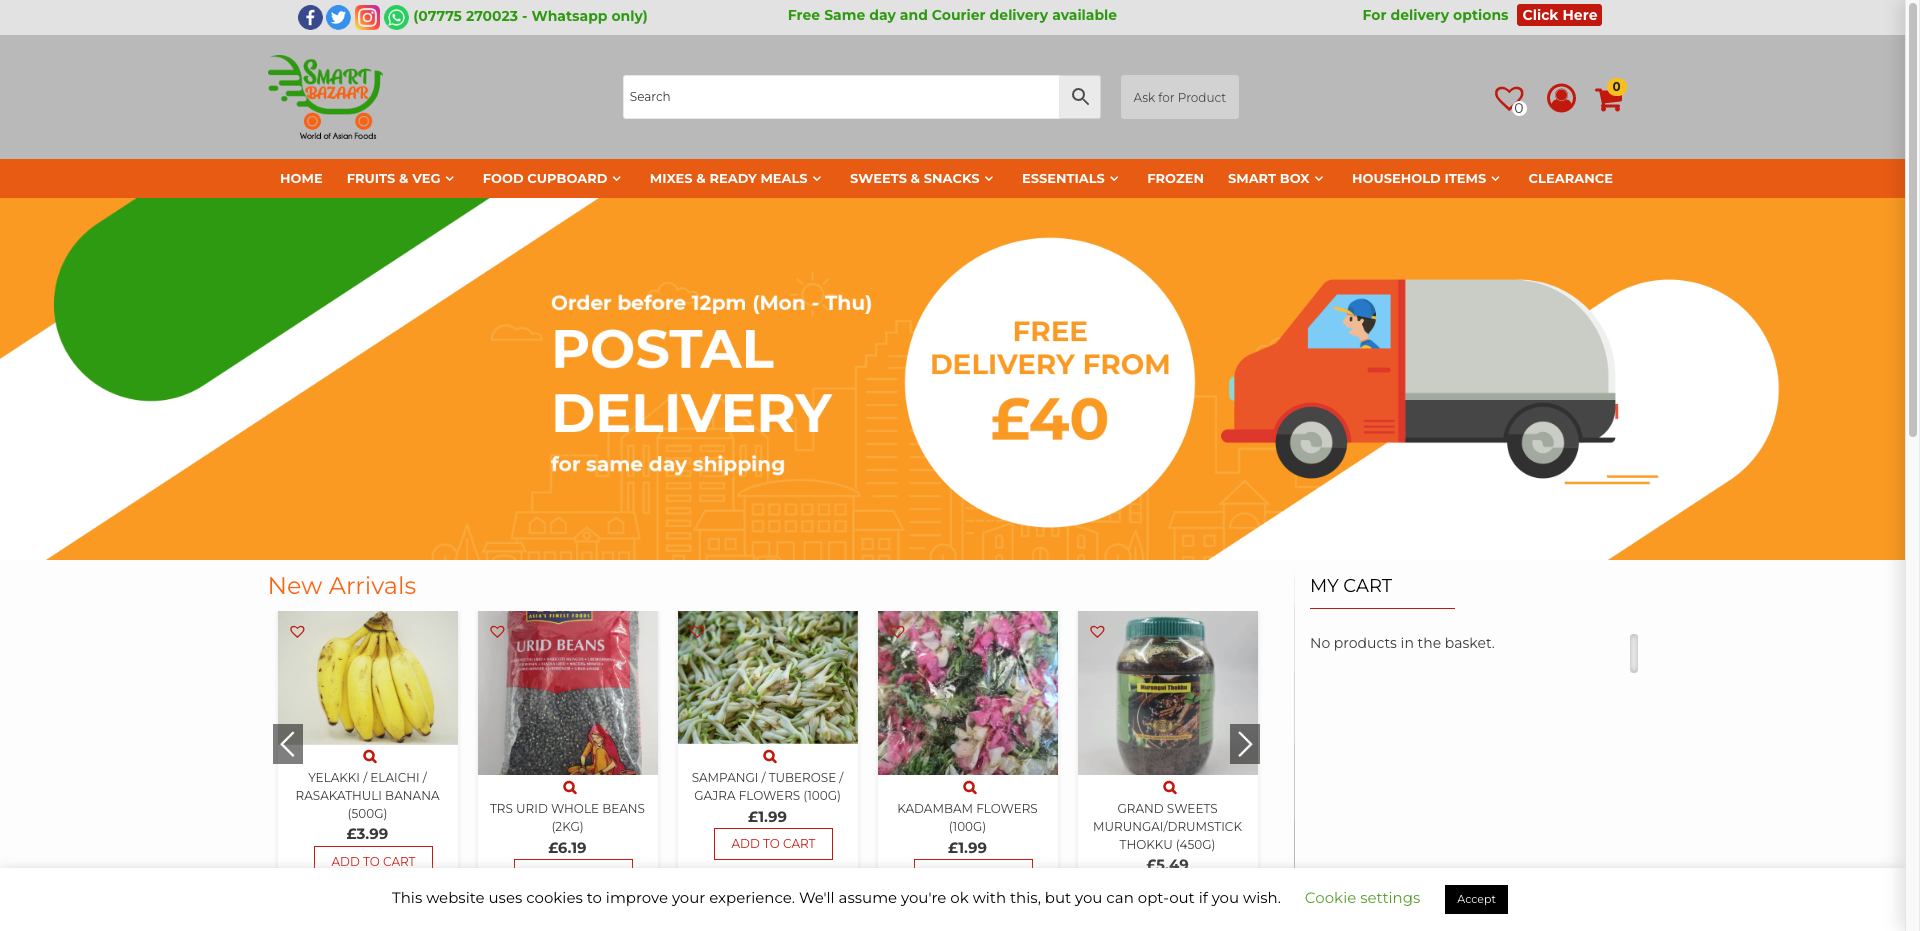 (07775 270023 - Whatsapp only)
Free Same day and Courier delivery available
For delivery options Click Here
SMART
BAZAAR
World of Asian Foods
Search
Ask for Product
0
0
HOME FRUITS & VEG FOOD CUPBOARD MIXES & READY MEALS SWEETS & SNACKS ESSENTIALS FROZEN SMART BOX HOUSEHOLD ITEMS CLEARANCE
Order before 12pm (Mon - Thu)
POSTAL
DELIVERY
for same day shipping
FREE
DELIVERY FROM
£40
New Arrivals
MY CART
No products in the basket.
ASIA'S FINEST FOODS
URID BEANS
Murungai Thokku
YELAKKI / ELAICHI /
RASAKATHULI BANANA
(500G)
£3.99
ADD TO CART
TRS URID WHOLE BEANS
(2KG)
£6.19
SAMPANGI / TUBEROSE /
GAJRA FLOWERS (100G)
£1.99
ADD TO CART
KADAMBAM FLOWERS
(100G)
£1.99
GRAND SWEETS
MURUNGAI/DRUMSTICK
THOKKU (450G)
£5.49
This website uses cookies to improve your experience. We'll assume you're ok with this, but you can opt-out if you wish. Cookie settings Accept